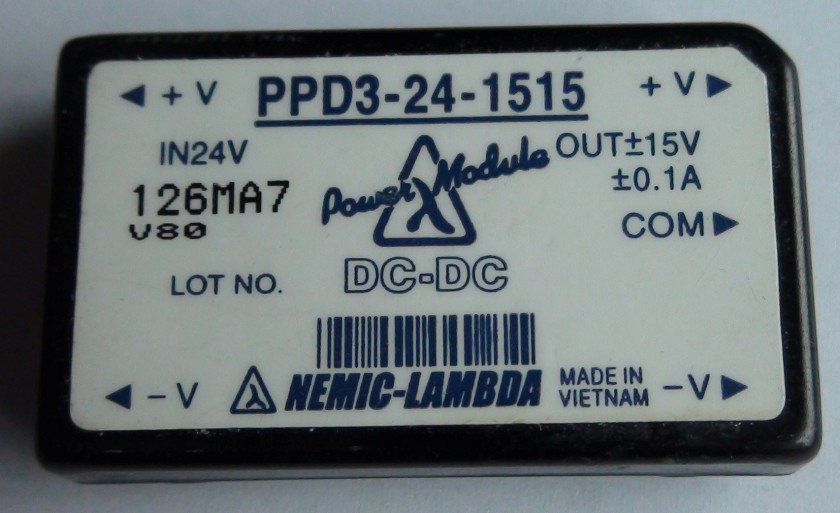 + V PPD3-24-1515 + V
IN24V Power Module OUT±15V
126MA7 ±0.1A
V80 COM
LOT NO. DC-DC
- V NEMIC-LAMBDA MADE IN VIETNAM -V